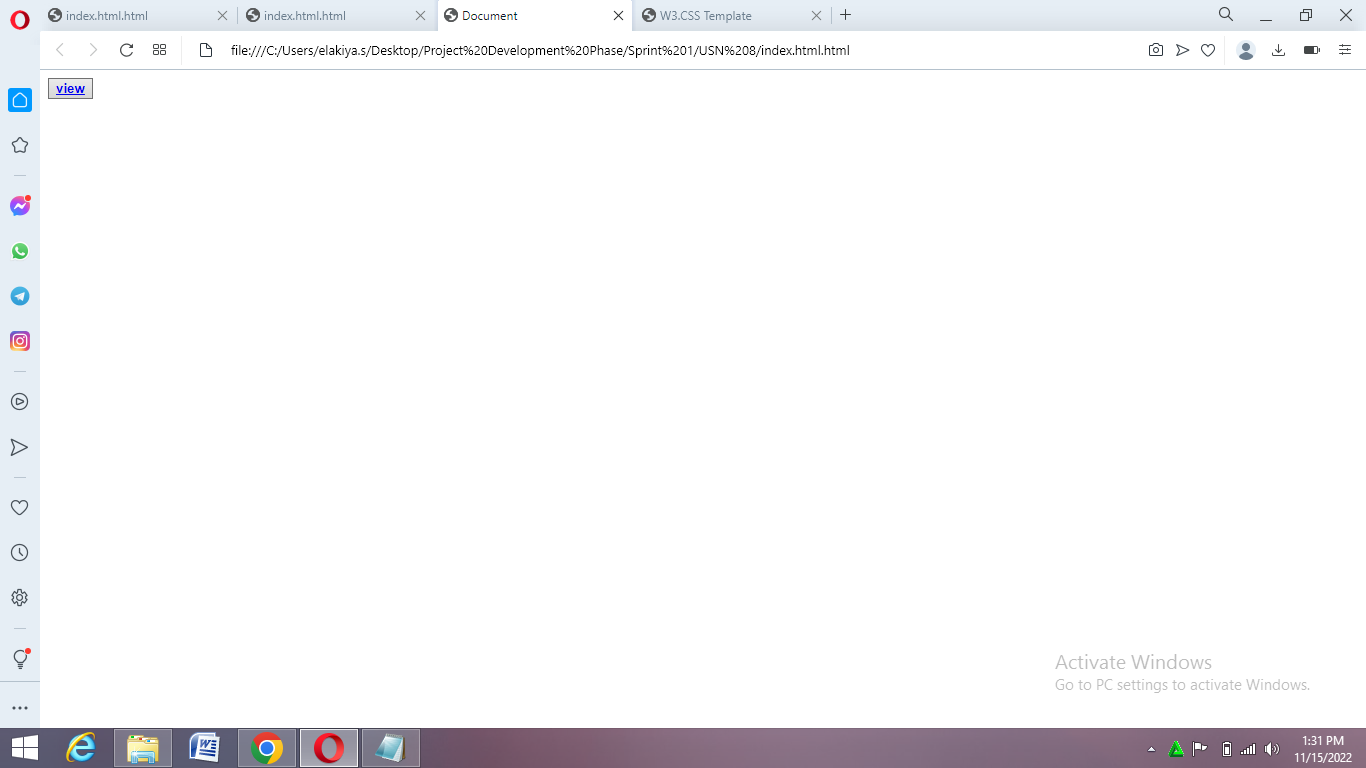 index.html.html
index.html.html
Document
W3.CSS Template
file:///C:/Users/elakiya.s/Desktop/Project%20Development%20Phase/Sprint%201/USN%208/index.html.html
view
Activate Windows
Go to PC settings to activate Windows.
1:31 PM
11/15/2022